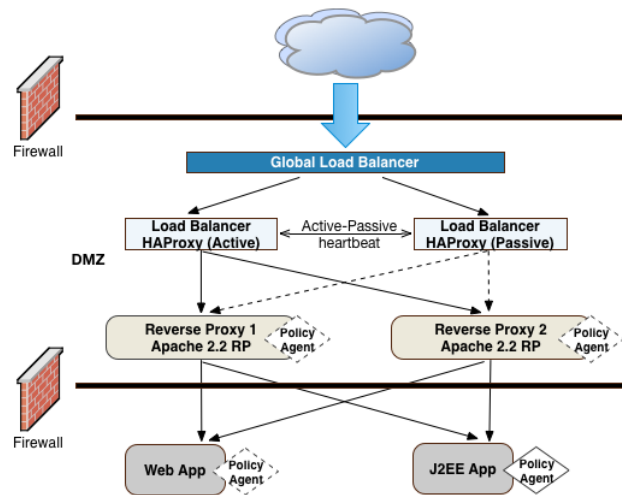 Firewall
Global Load Balancer
Load Balancer
HAProxy (Active)
Active-Passive
heartbeat
Load Balancer
HAProxy (Passive)
DMZ
Reverse Proxy 1
Apache 2.2 RP
Policy
Agent
Reverse Proxy 2
Apache 2.2 RP
Policy
Agent
Firewall
Web App
Policy
Agent
J2EE App
Policy
Agent